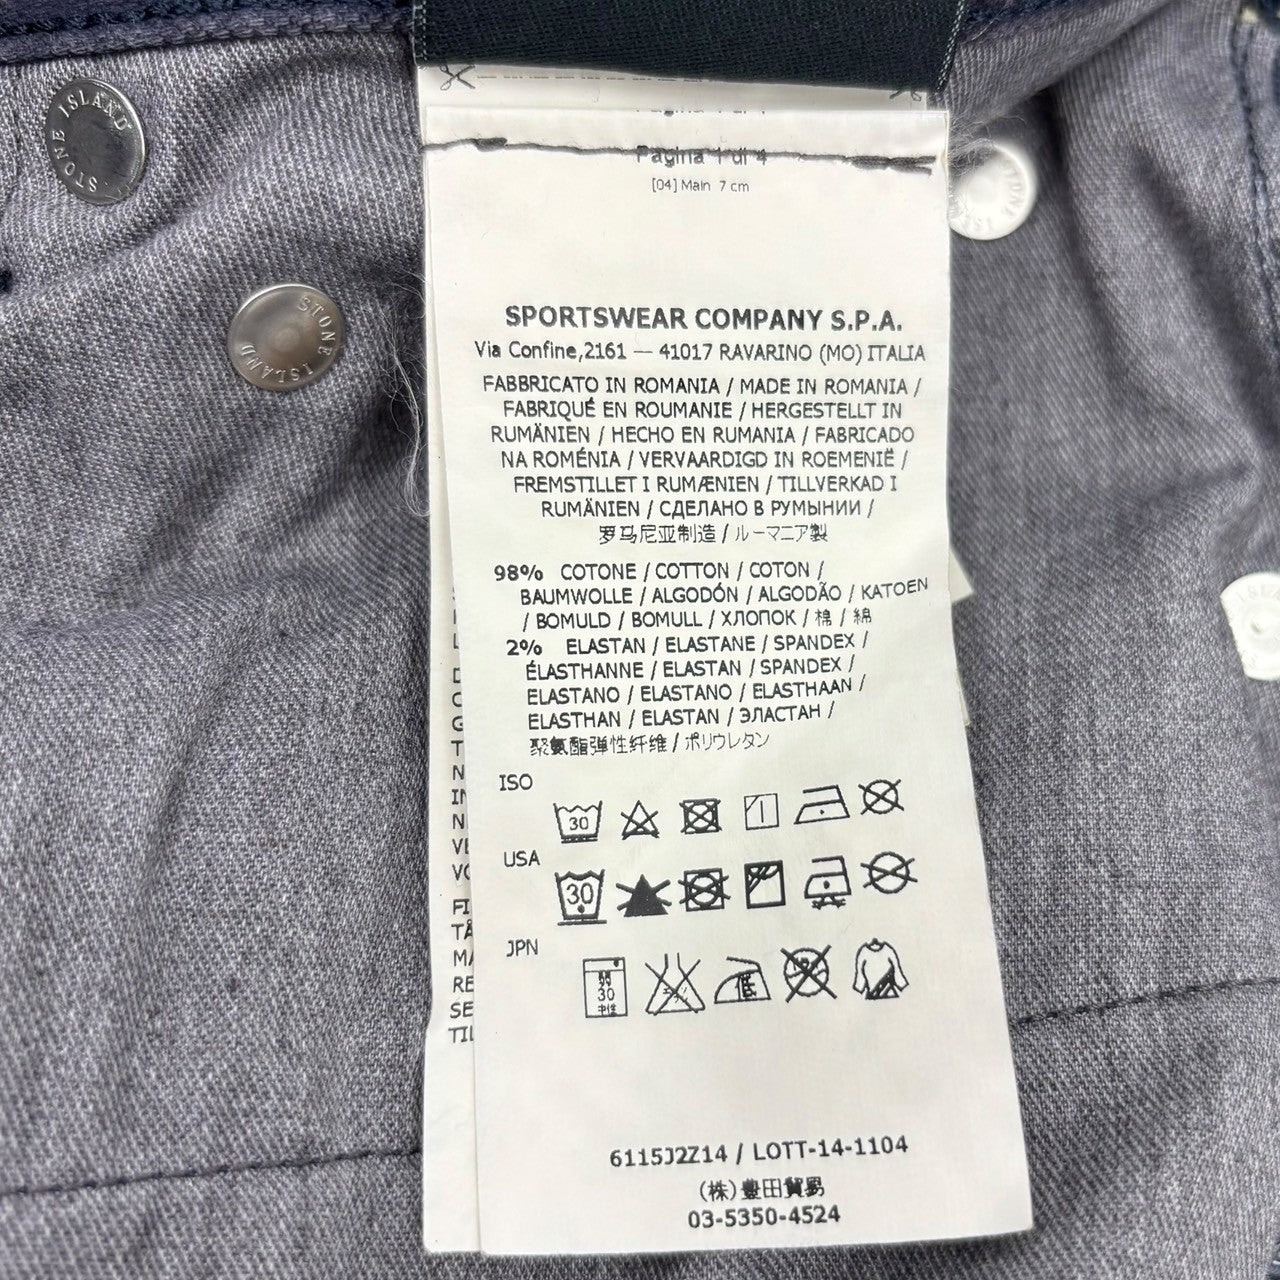 Pagina 1 di 4
[04] Main 7 cm
STONE ISLAND
STONE
STONE ISLAND
SPORTSWEAR COMPANY S.P.A.
Via Confine,2161 — 41017 RAVARINO (MO) ITALIA
FABBRICATO IN ROMANIA / MADE IN ROMANIA /
FABRIQUÉ EN ROUMANIE / HERGESTELLT IN
RUMÄNIEN / HECHO EN RUMANIA / FABRICADO
NA ROMÉNIA / VERVAARDIGD IN ROEMENIË /
FREMSTILLET I RUMÆNIEN / TILLVERKAD I
RUMÄNIEN / СДЕЛАНО В РУМЫНИИ /
罗马尼亚制造 / ルーマニア製
98% COTONE / COTTON / COTON /
BAUMWOLLE / ALGODÓN / ALGODÃO / KATOEN
/ BOMULD / BOMULL / ХЛОПОК / 棉 / 綿
2% ELASTAN / ELASTANE / SPANDEX /
ÉLASTHANNE / ELASTAN / SPANDEX /
ELASTANO / ELASTANO / ELASTHAAN /
ELASTHAN / ELASTAN / ЭЛАСТАН /
聚氨酯弹性纤维 / ポリウレタン
ISO
30
USA
30
JPN
弱
30
中性
6115J2Z14 / LOTT-14-1104
(株)豊田貿易
03-5350-4524